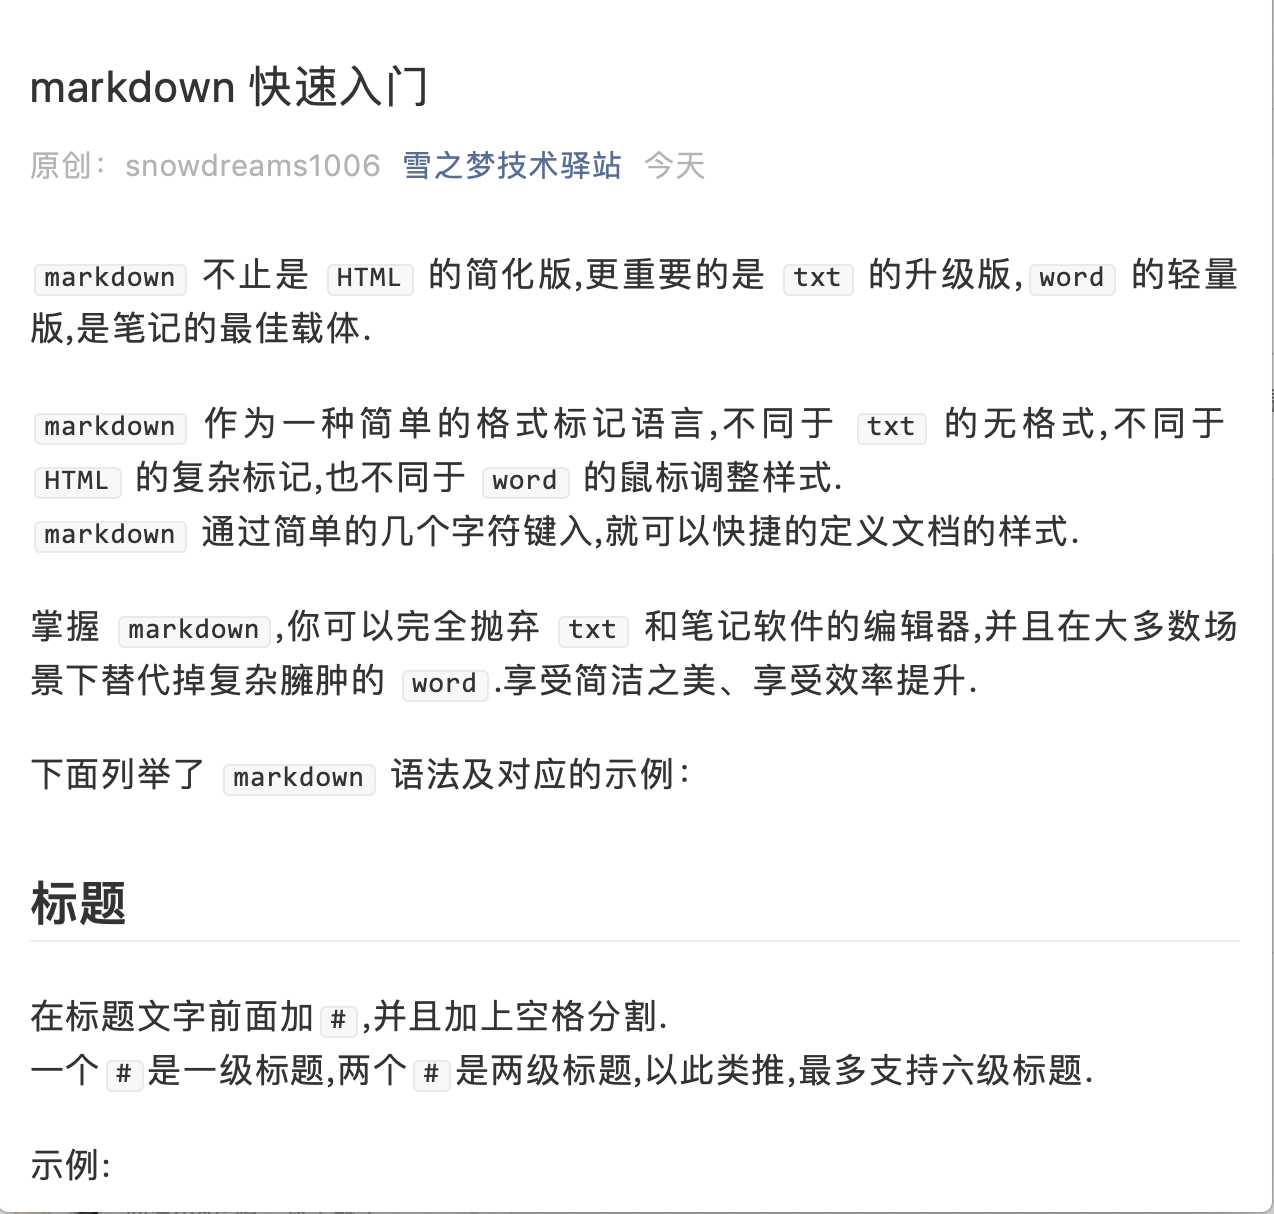 markdown 快速入门
原创： snowdreams1006 雪之梦技术驿站 今天
markdown 不止是 HTML 的简化版,更重要的是 txt 的升级版, word 的轻量
版,是笔记的最佳载体.
markdown 作为一种简单的格式标记语言,不同于 txt 的无格式,不同于
HTML 的复杂标记,也不同于 word 的鼠标调整样式.
markdown 通过简单的几个字符键入,就可以快捷的定义文档的样式.
掌握 markdown ,你可以完全抛弃 txt 和笔记软件的编辑器,并且在大多数场
景下替代掉复杂臃肿的 word .享受简洁之美、享受效率提升.
下面列举了 markdown 语法及对应的示例：
标题
在标题文字前面加 # ,并且加上空格分割.
一个 # 是一级标题,两个 # 是两级标题,以此类推,最多支持六级标题.
示例: